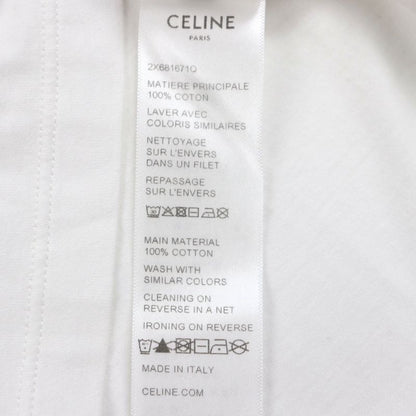 CELINE
PARIS
2X681671Q
MATIERE PRINCIPALE
100% COTON
LAVER AVEC
COLORIS SIMILAIRES
NETTOYAGE
SUR L'ENVERS
DANS UN FILET
REPASSAGE
SUR L'ENVERS
MAIN MATERIAL
100% COTTON
WASH WITH
SIMILAR COLORS
CLEANING ON
REVERSE IN A NET
IRONING ON REVERSE
MADE IN ITALY
CELINE.COM